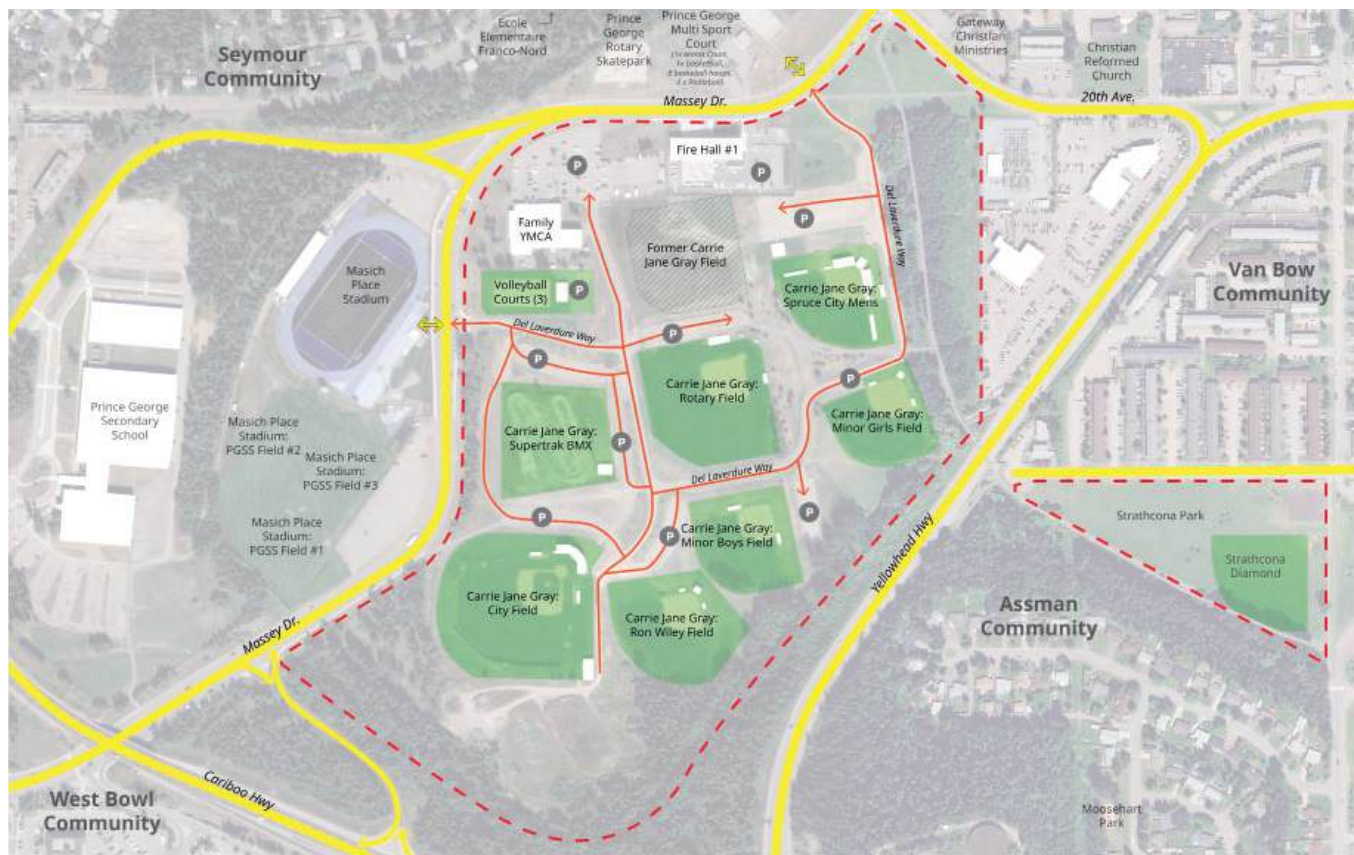 Ecole
Elementaire
Franco-Nord
Prince
George
Rotary
Skatepark
Prince George
Multi Sport
Court
Gateway
Christian
Ministries
Christian
Reformed
Church
Seymour
Community
Massey Dr.
20th Ave.
Fire Hall #1
P
P
Family
YMCA
P
Del Laverdure Way
Former Carrie
Jane Gray Field
Masich
Place
Stadium
Volleyball
Courts (3)
P
Carrie Jane Gray:
Spruce City Mens
Van Bow
Community
Del Laverdure Way
P
P
Carrie Jane Gray:
Rotary Field
P
Carrie Jane Gray:
Minor Girls Field
Prince George
Secondary
School
Masich Place
Stadium:
PGSS Field #2
Masich Place
Stadium:
PGSS Field #3
Masich Place
Stadium:
PGSS Field #1
Carrie Jane Gray:
Supertrak BMX
P
Del Laverdure Way
P
P
P
Carrie Jane Gray:
Minor Boys Field
Strathcona Park
Strathcona
Diamond
Yellowhead Hwy
Carrie Jane Gray:
City Field
Carrie Jane Gray:
Ron Wiley Field
Assman
Community
Massey Dr.
Cariboo Hwy
West Bowl
Community
Moosehart
Park